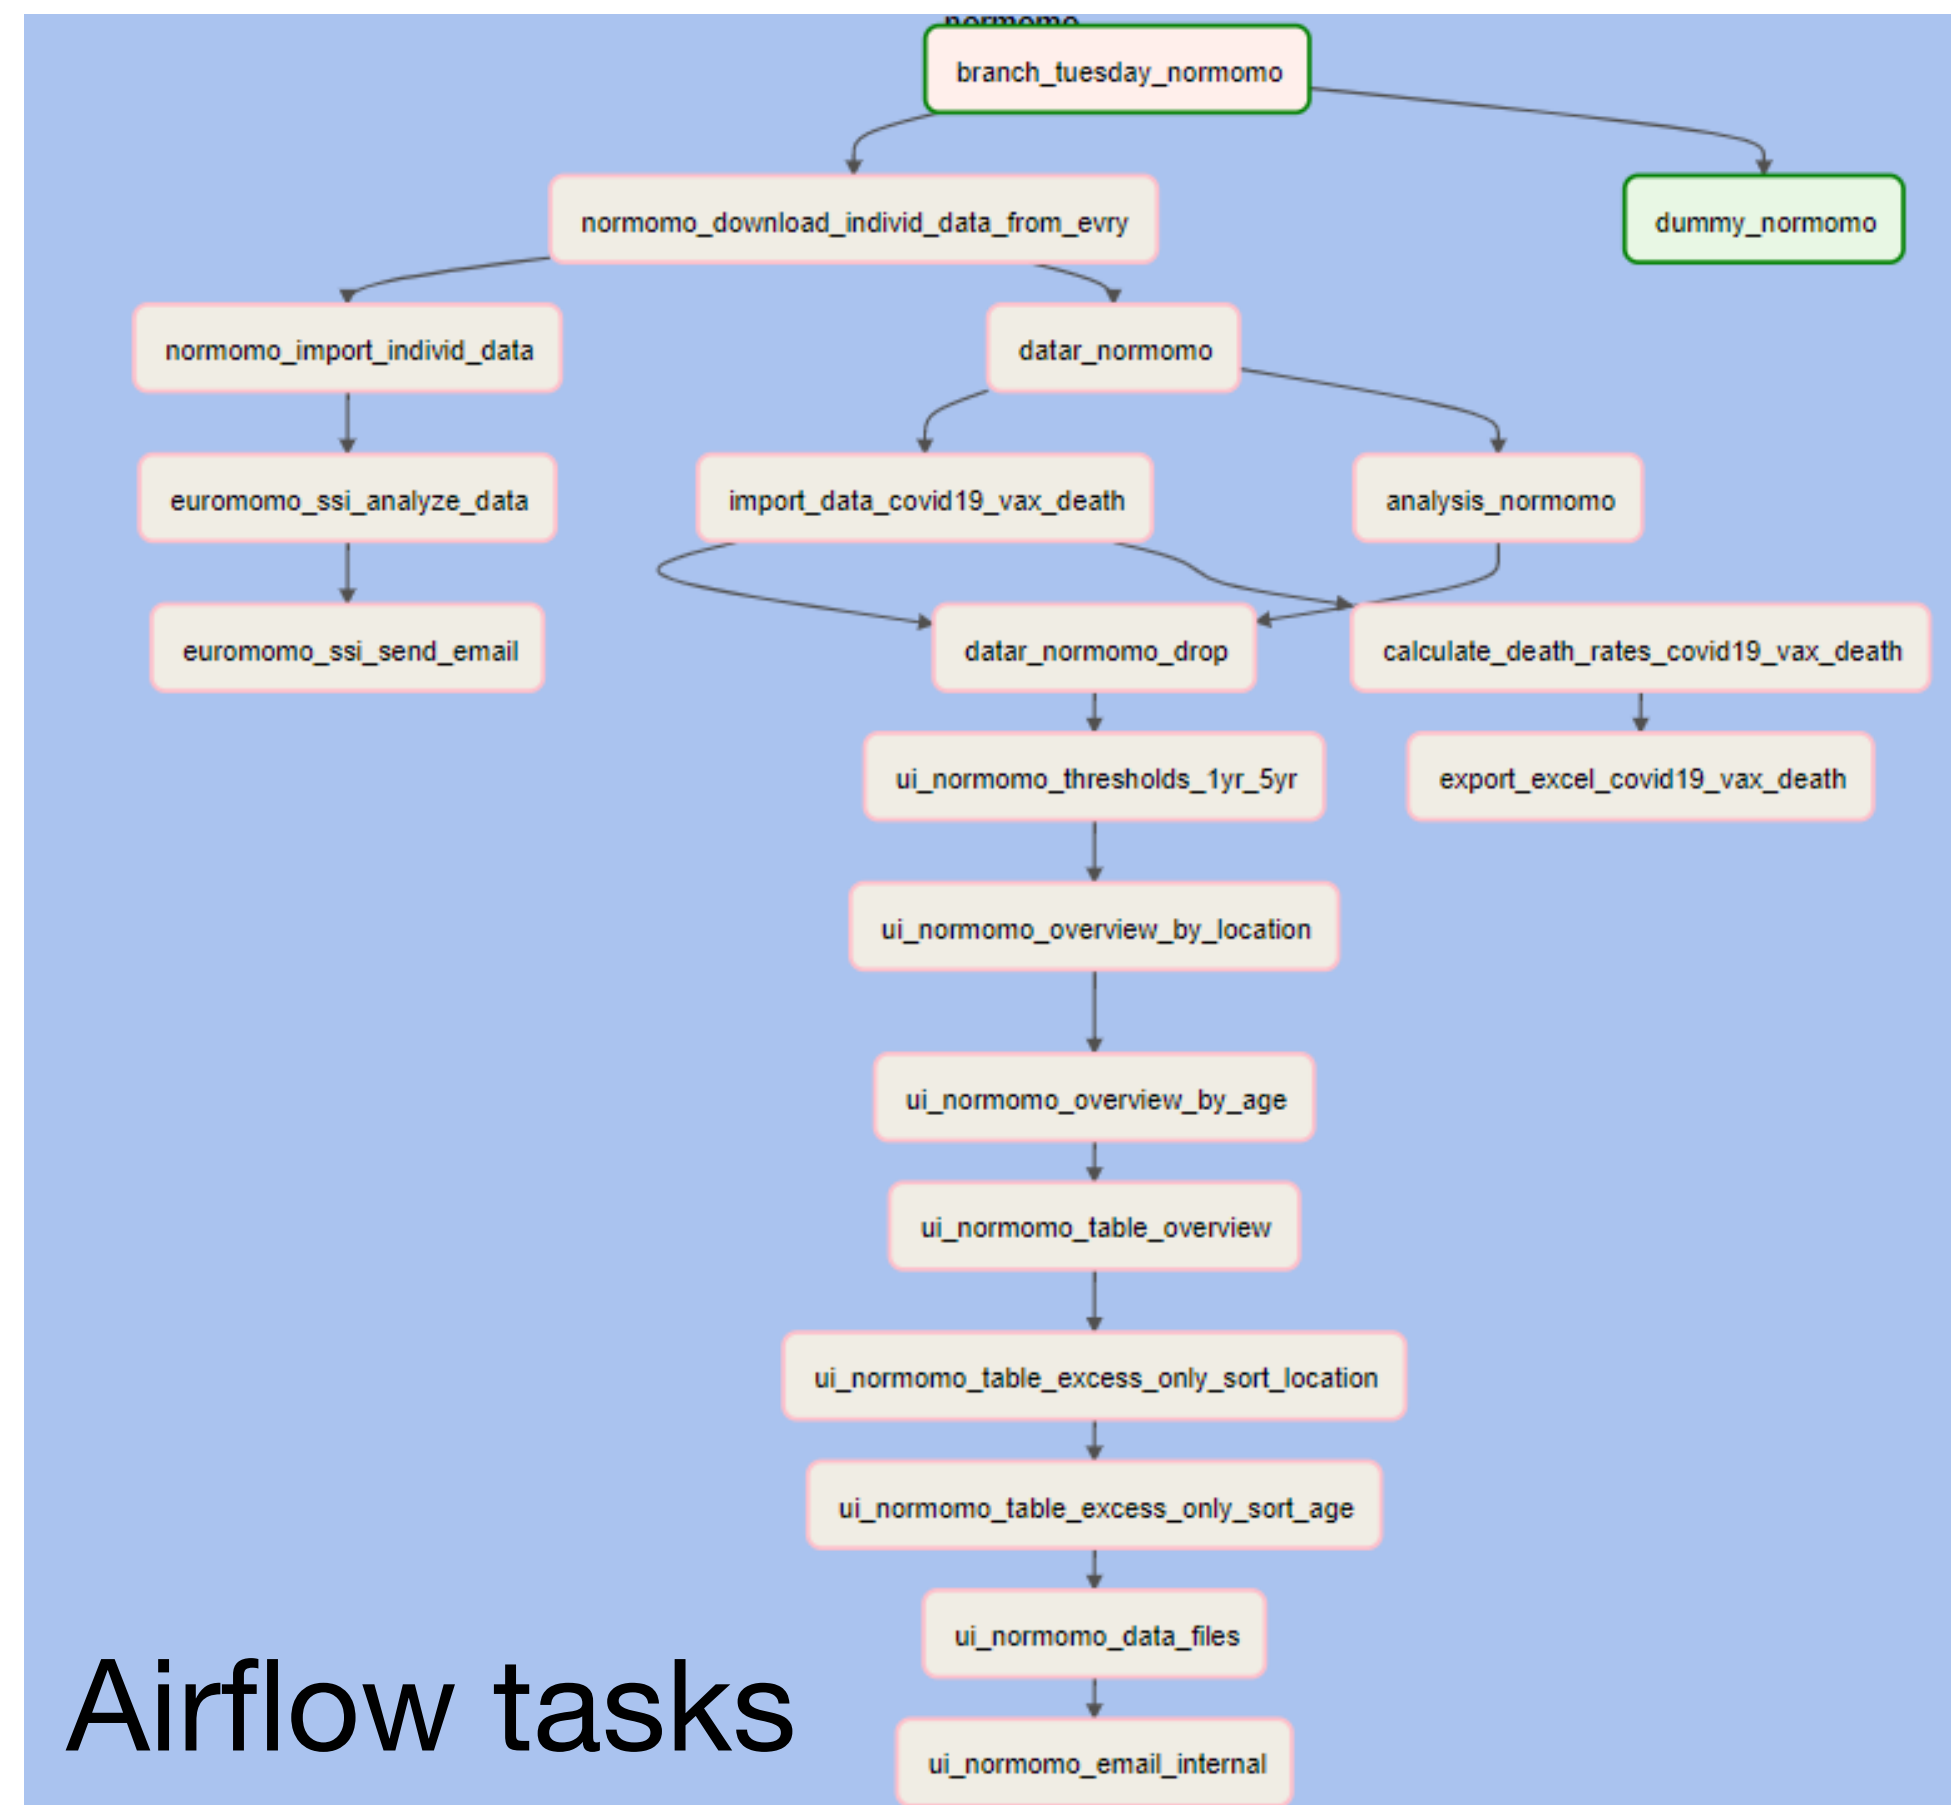 normomo
branch_tuesday_normomo
normomo_download_individ_data_from_evry
dummy_normomo
normomo_import_individ_data
datar_normomo
euromomo_ssi_analyze_data
import_data_covid19_vax_death
analysis_normomo
euromomo_ssi_send_email
datar_normomo_drop
calculate_death_rates_covid19_vax_death
ui_normomo_thresholds_1yr_5yr
export_excel_covid19_vax_death
ui_normomo_overview_by_location
ui_normomo_overview_by_age
ui_normomo_table_overview
ui_normomo_table_excess_only_sort_location
ui_normomo_table_excess_only_sort_age
ui_normomo_data_files
Airflow tasks
ui_normomo_email_internal